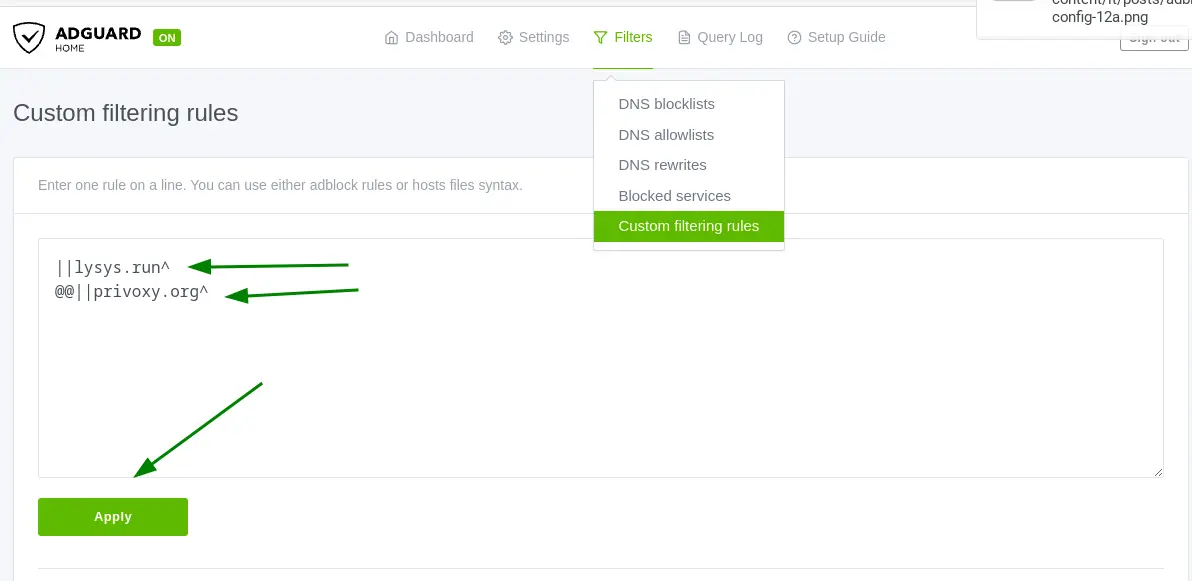 content/it/posts/adbl
config-12a.png
ADGUARD
HOME
ON
Dashboard
Settings
Filters
Query Log
Setup Guide
Sign out
DNS blocklists
DNS allowlists
DNS rewrites
Blocked services
Custom filtering rules
Custom filtering rules
Enter one rule on a line. You can use either adblock rules or hosts files syntax.
||lysys.run^
@@||privoxy.org^
Apply